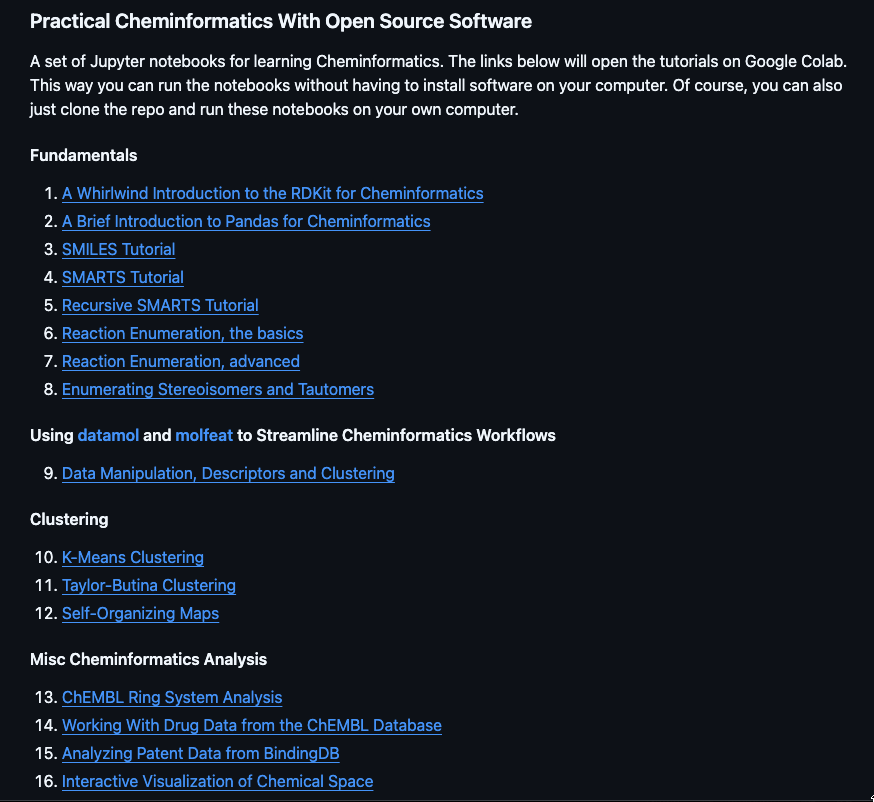 Practical Cheminformatics With Open Source Software
A set of Jupyter notebooks for learning Cheminformatics. The links below will open the tutorials on Google Colab.
This way you can run the notebooks without having to install software on your computer. Of course, you can also
just clone the repo and run these notebooks on your own computer.
Fundamentals
1. A Whirlwind Introduction to the RDKit for Cheminformatics
2. A Brief Introduction to Pandas for Cheminformatics
3. SMILES Tutorial
4. SMARTS Tutorial
5. Recursive SMARTS Tutorial
6. Reaction Enumeration, the basics
7. Reaction Enumeration, advanced
8. Enumerating Stereoisomers and Tautomers
Using datamol and molfeat to Streamline Cheminformatics Workflows
9. Data Manipulation, Descriptors and Clustering
Clustering
10. K-Means Clustering
11. Taylor-Butina Clustering
12. Self-Organizing Maps
Misc Cheminformatics Analysis
13. ChEMBL Ring System Analysis
14. Working With Drug Data from the ChEMBL Database
15. Analyzing Patent Data from BindingDB
16. Interactive Visualization of Chemical Space